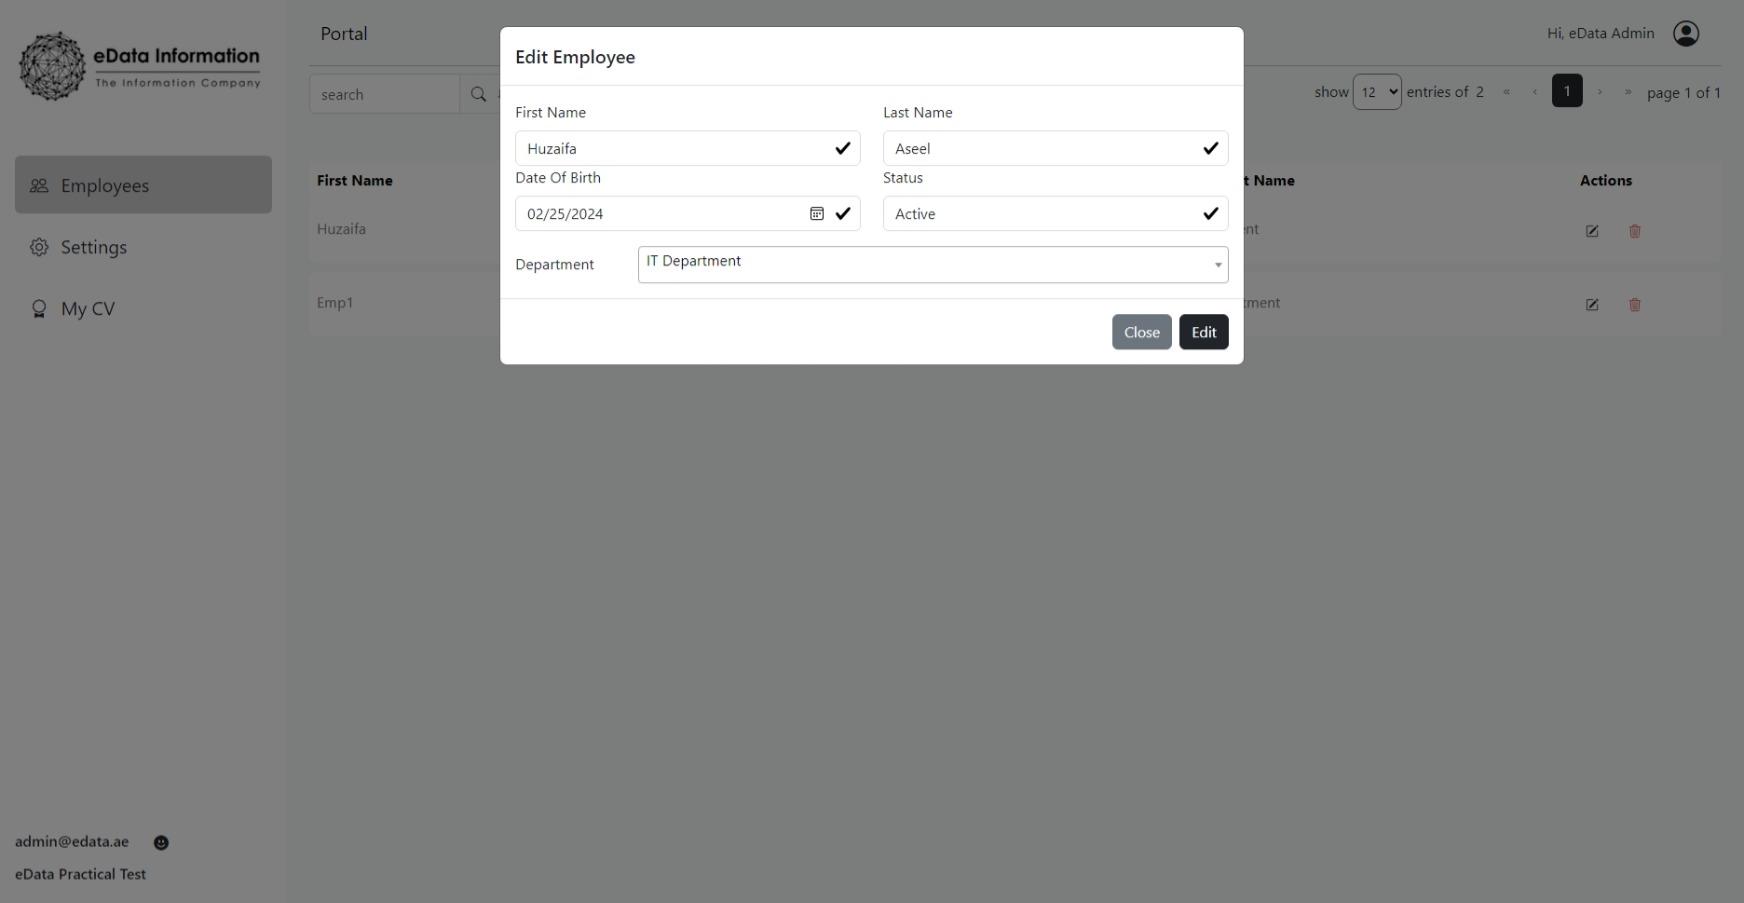 eData Information
The Information Company
Employees
Settings
My CV
admin@edata.ae
eData Practical Test
Portal
Hi, eData Admin
search
show 12 entries of 2 « ‹ 1 › » page 1 of 1
First Name
t Name
Actions
Huzaifa
nt
Emp1
ment
Edit Employee
First Name
Last Name
Huzaifa
Aseel
Date Of Birth
Status
02/25/2024
Active
Department
IT Department
Close
Edit